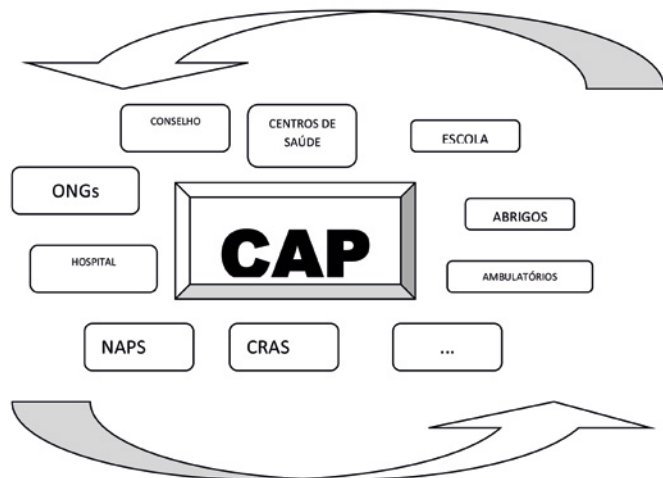 CONSELHO
CENTROS DE
SAÚDE
ESCOLA
ONGs
CAP
ABRIGOS
HOSPITAL
AMBULATÓRIOS
NAPS
CRAS
...